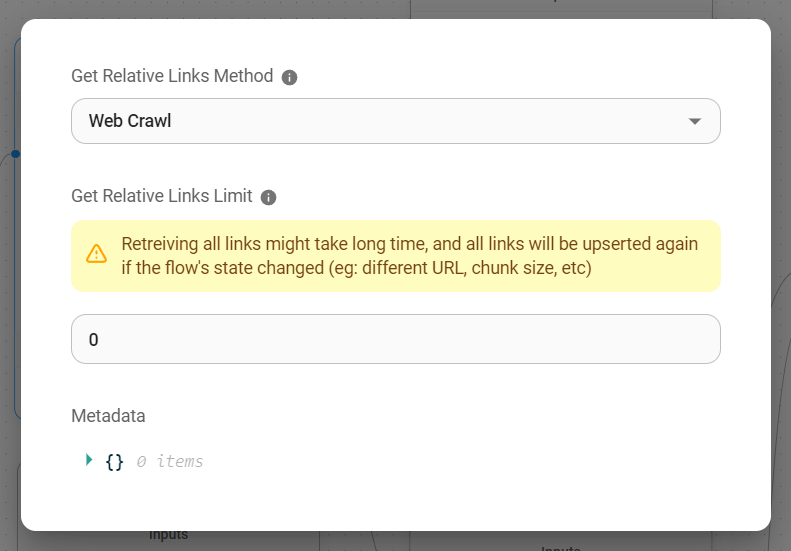 Get Relative Links Method
Web Crawl
Get Relative Links Limit
Retreiving all links might take long time, and all links will be upserted again
if the flow's state changed (eg: different URL, chunk size, etc)
0
Metadata
{} 0 items
Inputs
Inputs